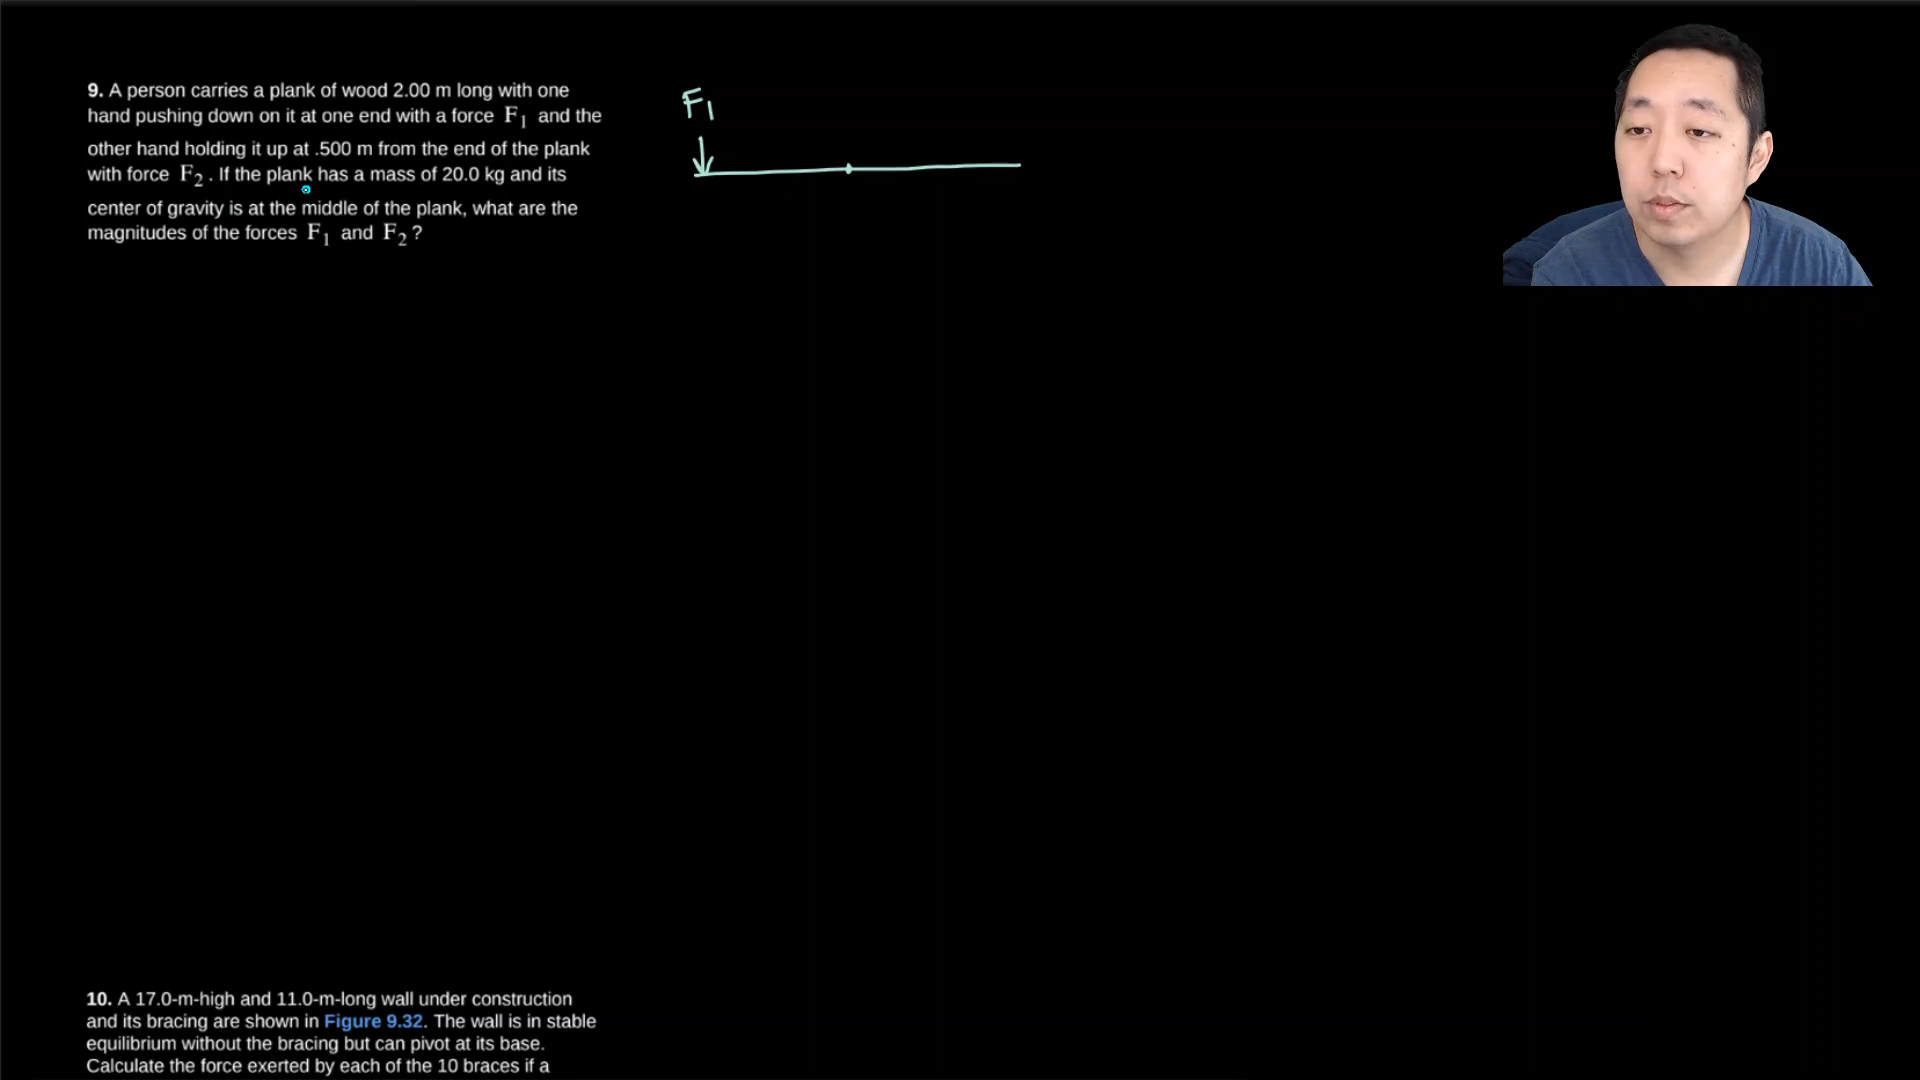 9. A person carries a plank of wood 2.00 m long with one
hand pushing down on it at one end with a force F₁ and the
other hand holding it up at .500 m from the end of the plank
with force F₂. If the plank has a mass of 20.0 kg and its
center of gravity is at the middle of the plank, what are the
magnitudes of the forces F₁ and F₂?
F₁
10. A 17.0-m-high and 11.0-m-long wall under construction
and its bracing are shown in Figure 9.32. The wall is in stable
equilibrium without the bracing but can pivot at its base.
Calculate the force exerted by each of the 10 braces if a